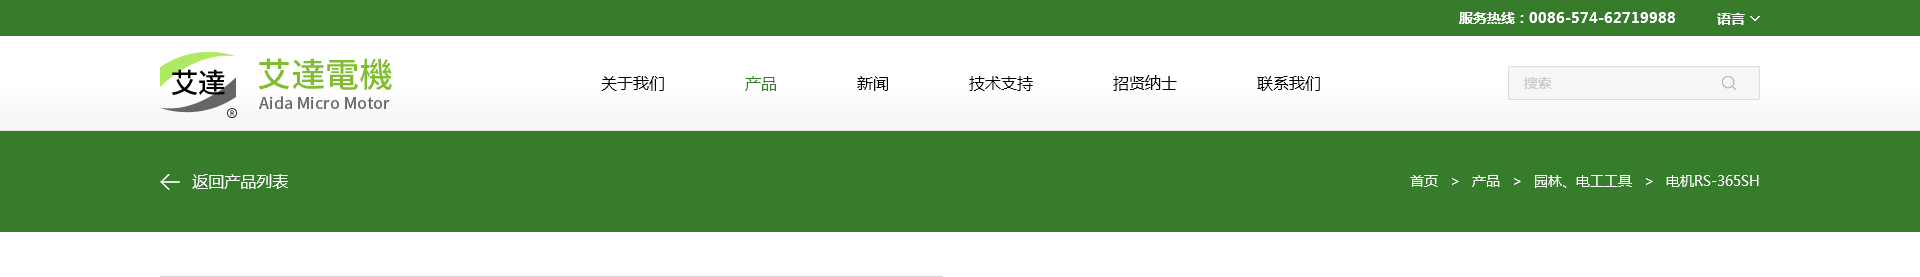 服务热线：0086-574-62719988 语言
艾達 ® 艾達電機
Aida Micro Motor
关于我们 产品 新闻 技术支持 招贤纳士 联系我们 搜索
返回产品列表 首页 > 产品 > 园林、电工工具 > 电机RS-365SH